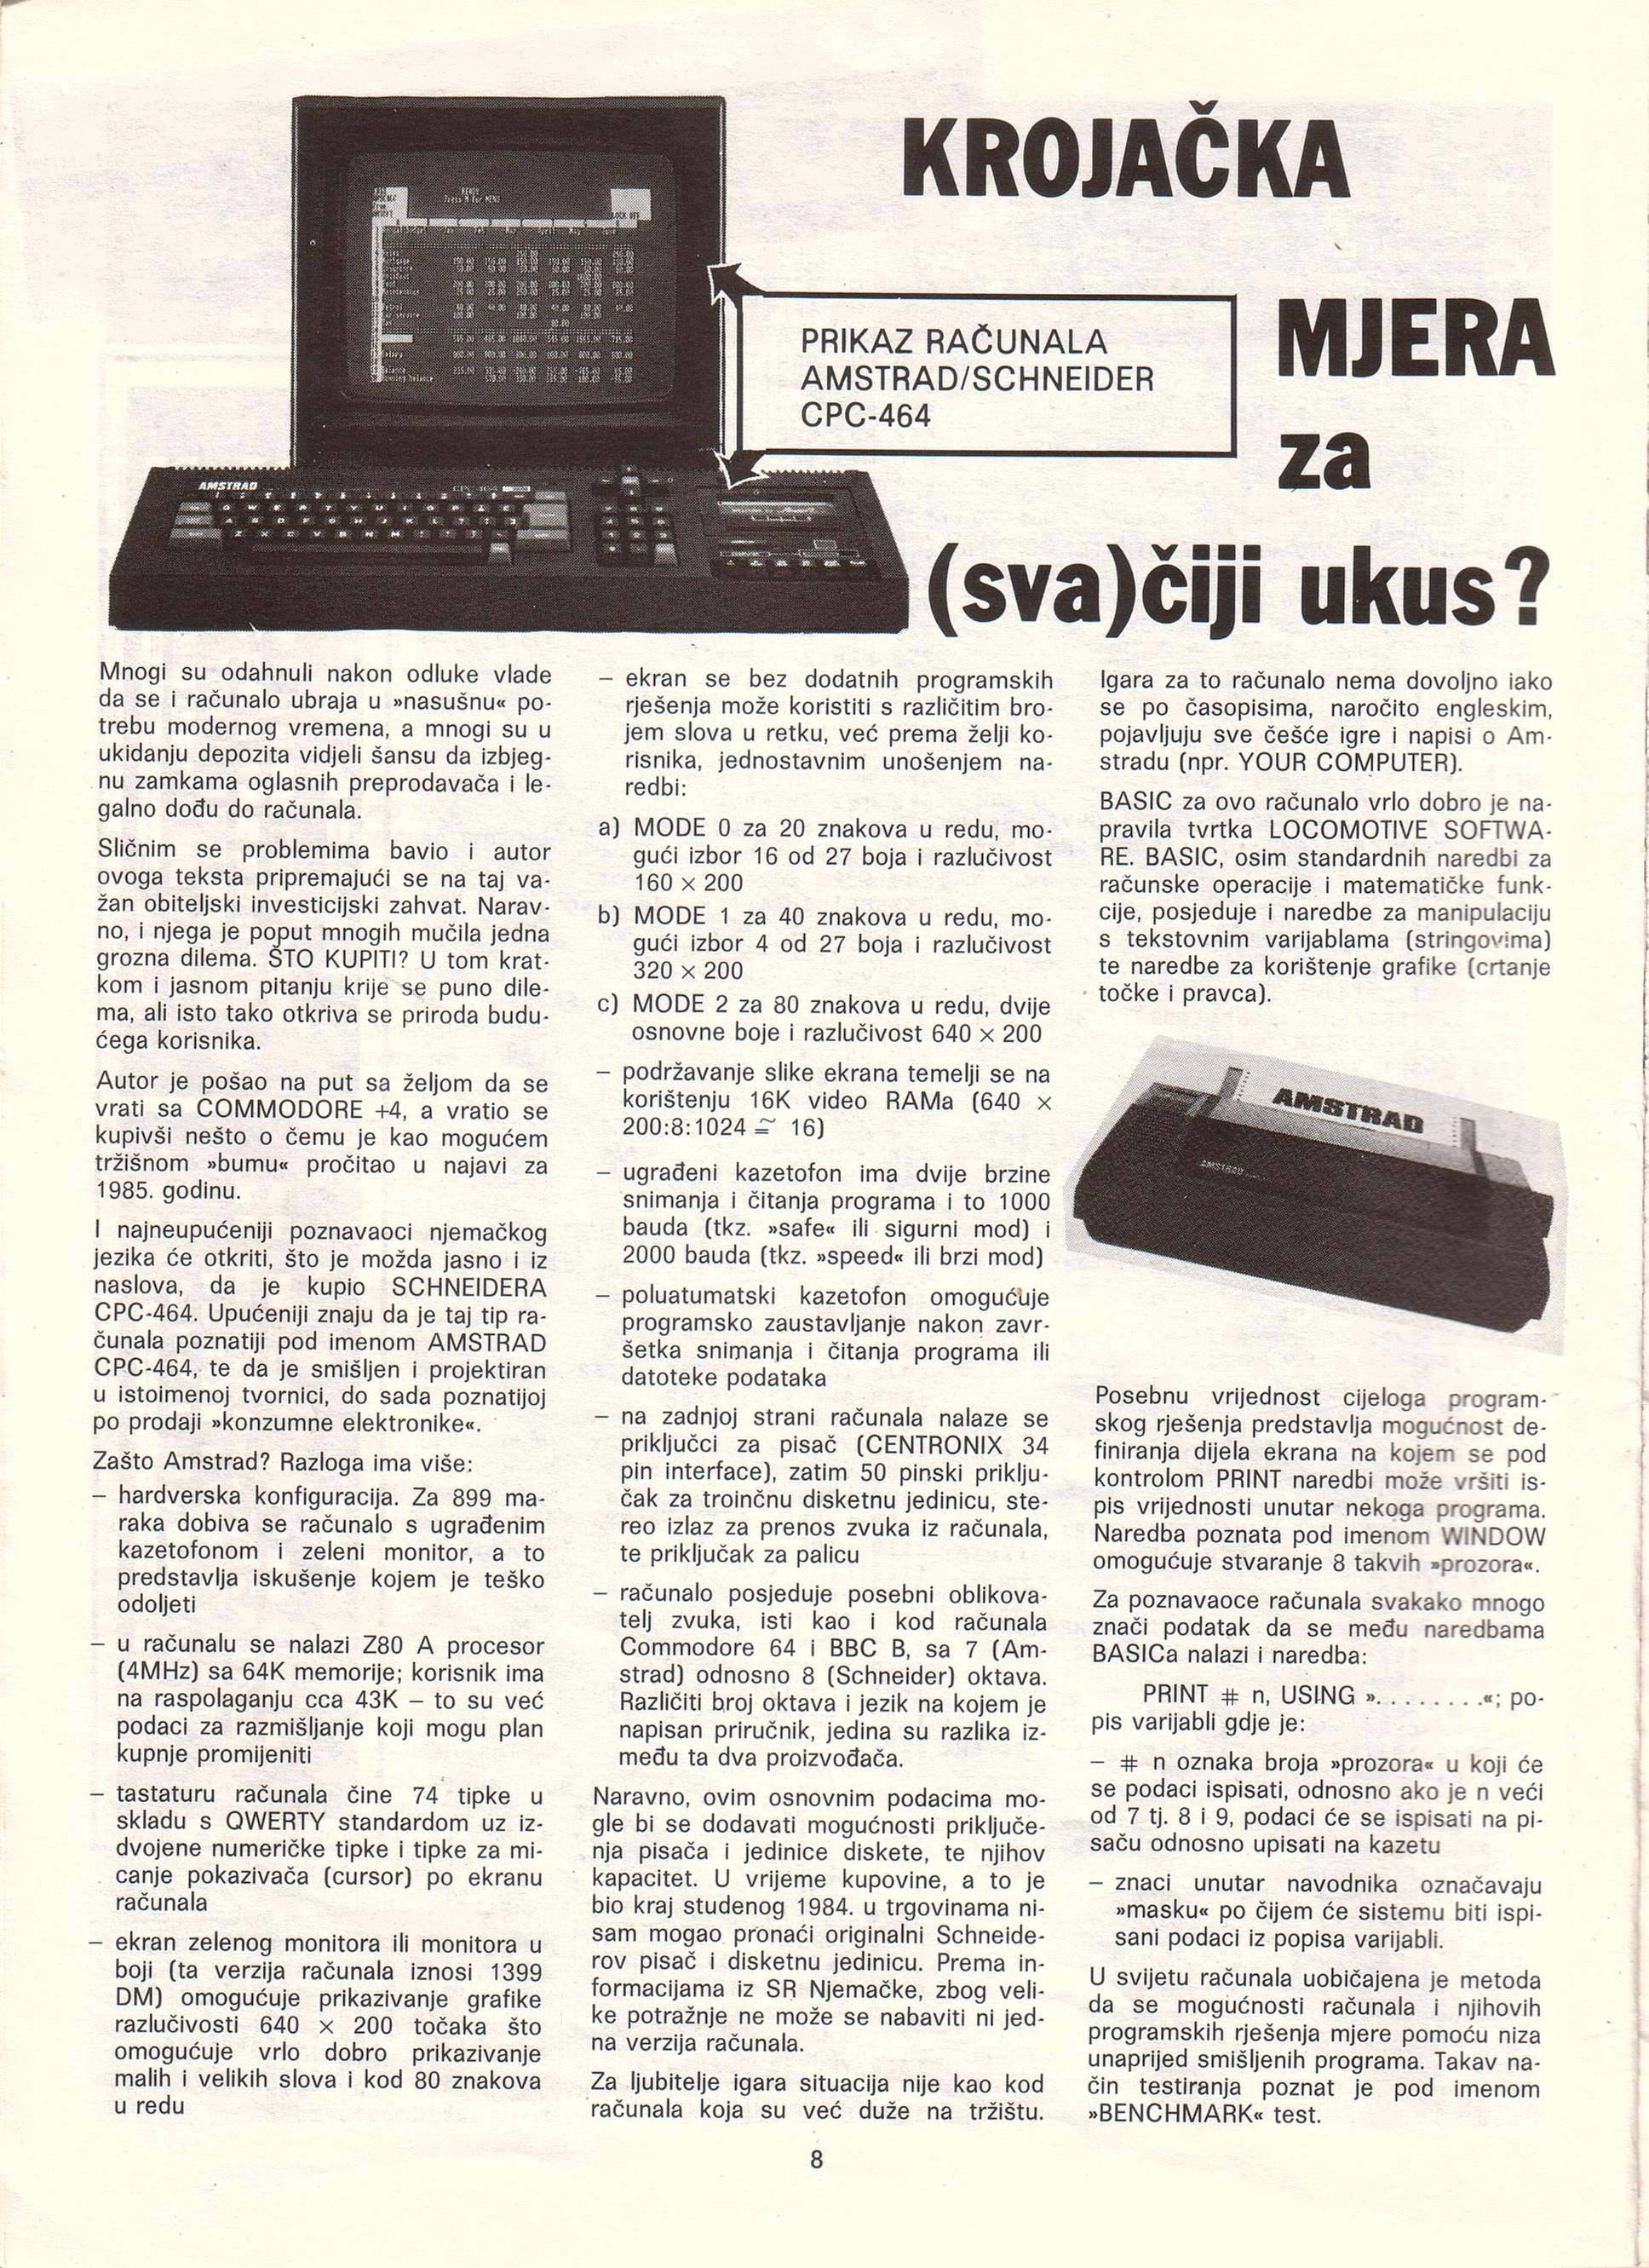 KROJAČKA
MJERA
za
(sva)čiji ukus?
PRIKAZ RAČUNALA
AMSTRAD/SCHNEIDER
CPC-464
READY
Press M for MENU
AMSTRAD
CPC-464
Mnogi su odahnuli nakon odluke vlade
da se i računalo ubraja u »nasušnu« po-
trebu modernog vremena, a mnogi su u
ukidanju depozita vidjeli šansu da izbjeg-
nu zamkama oglasnih preprodavača i le-
galno dođu do računala.
Sličnim se problemima bavio i autor
ovoga teksta pripremajući se na taj va-
žan obiteljski investicijski zahvat. Narav-
no, i njega je poput mnogih mučila jedna
grozna dilema. ŠTO KUPITI? U tom krat-
kom i jasnom pitanju krije se puno dile-
ma, ali isto tako otkriva se priroda budu-
ćega korisnika.
Autor je pošao na put sa željom da se
vrati sa COMMODORE +4, a vratio se
kupivši nešto o čemu je kao mogućem
tržišnom »bumu« pročitao u najavi za
1985. godinu.
I najneupućeniji poznavaoci njemačkog
jezika će otkriti, što je možda jasno i iz
naslova, da je kupio SCHNEIDERA
CPC-464. Upućeniji znaju da je taj tip ra-
čunala poznatiji pod imenom AMSTRAD
CPC-464, te da je smišljen i projektiran
u istoimenoj tvornici, do sada poznatijoj
po prodaji »konzumne elektronike«.
Zašto Amstrad? Razloga ima više:
– hardverska konfiguracija. Za 899 ma-
raka dobiva se računalo s ugrađenim
kazetofonom i zeleni monitor, a to
predstavlja iskušenje kojem je teško
odoljeti
– u računalu se nalazi Z80 A procesor
(4MHz) sa 64K memorije; korisnik ima
na raspolaganju cca 43K – to su već
podaci za razmišljanje koji mogu plan
kupnje promijeniti
– tastaturu računala čine 74 tipke u
skladu s QWERTY standardom uz iz-
dvojene numeričke tipke i tipke za mi-
canje pokazivača (cursor) po ekranu
računala
– ekran zelenog monitora ili monitora u
boji (ta verzija računala iznosi 1399
DM) omogućuje prikazivanje grafike
razlučivosti 640 × 200 točaka što
omogućuje vrlo dobro prikazivanje
malih i velikih slova i kod 80 znakova
u redu
– ekran se bez dodatnih programskih
rješenja može koristiti s različitim bro-
jem slova u retku, već prema želji ko-
risnika, jednostavnim unošenjem na-
redbi:
a) MODE 0 za 20 znakova u redu, mo-
gući izbor 16 od 27 boja i razlučivost
160 × 200
b) MODE 1 za 40 znakova u redu, mo-
gući izbor 4 od 27 boja i razlučivost
320 × 200
c) MODE 2 za 80 znakova u redu, dvije
osnovne boje i razlučivost 640 × 200
– podržavanje slike ekrana temelji se na
korištenju 16K video RAMa (640 ×
200:8:1024 ≅ 16)
– ugrađeni kazetofon ima dvije brzine
snimanja i čitanja programa i to 1000
bauda (tkz. »safe« ili sigurni mod) i
2000 bauda (tkz. »speed« ili brzi mod)
– poluatumatski kazetofon omogućuje
programsko zaustavljanje nakon zavr-
šetka snimanja i čitanja programa ili
datoteke podataka
– na zadnjoj strani računala nalaze se
priključci za pisač (CENTRONIX 34
pin interface), zatim 50 pinski priklju-
čak za troinčnu disketnu jedinicu, ste-
reo izlaz za prenos zvuka iz računala,
te priključak za palicu
– računalo posjeduje posebni oblikova-
telj zvuka, isti kao i kod računala
Commodore 64 i BBC B, sa 7 (Am-
strad) odnosno 8 (Schneider) oktava.
Različiti broj oktava i jezik na kojem je
napisan priručnik, jedina su razlika iz-
među ta dva proizvođača.
Naravno, ovim osnovnim podacima mo-
gle bi se dodavati mogućnosti priključe-
nja pisača i jedinice diskete, te njihov
kapacitet. U vrijeme kupovine, a to je
bio kraj studenog 1984. u trgovinama ni-
sam mogao pronaći originalni Schneide-
rov pisač i disketnu jedinicu. Prema in-
formacijama iz SR Njemačke, zbog veli-
ke potražnje ne može se nabaviti ni jed-
na verzija računala.
Za ljubitelje igara situacija nije kao kod
računala koja su već duže na tržištu.
Igara za to računalo nema dovoljno iako
se po časopisima, naročito engleskim,
pojavljuju sve češće igre i napisi o Am-
stradu (npr. YOUR COMPUTER).
BASIC za ovo računalo vrlo dobro je na-
pravila tvrtka LOCOMOTIVE SOFTWA-
RE. BASIC, osim standardnih naredbi za
računske operacije i matematičke funk-
cije, posjeduje i naredbe za manipulaciju
s tekstovnim varijablama (stringovima)
te naredbe za korištenje grafike (crtanje
točke i pravca).
AMSTRAD
AMSTRAD
Posebnu vrijednost cijeloga program-
skog rješenja predstavlja mogućnost de-
finiranja dijela ekrana na kojem se pod
kontrolom PRINT naredbi može vršiti is-
pis vrijednosti unutar nekoga programa.
Naredba poznata pod imenom WINDOW
omogućuje stvaranje 8 takvih »prozora«.
Za poznavaoce računala svakako mnogo
znači podatak da se među naredbama
BASICa nalazi i naredba:
PRINT # n, USING ».........«; po-
pis varijabli gdje je:
– # n oznaka broja »prozora« u koji će
se podaci ispisati, odnosno ako je n veći
od 7 tj. 8 i 9, podaci će se ispisati na pi-
saču odnosno upisati na kazetu
– znaci unutar navodnika označavaju
»masku« po čijem će sistemu biti ispi-
sani podaci iz popisa varijabli.
U svijetu računala uobičajena je metoda
da se mogućnosti računala i njihovih
programskih rješenja mjere pomoću niza
unaprijed smišljenih programa. Takav na-
čin testiranja poznat je pod imenom
»BENCHMARK« test.
8